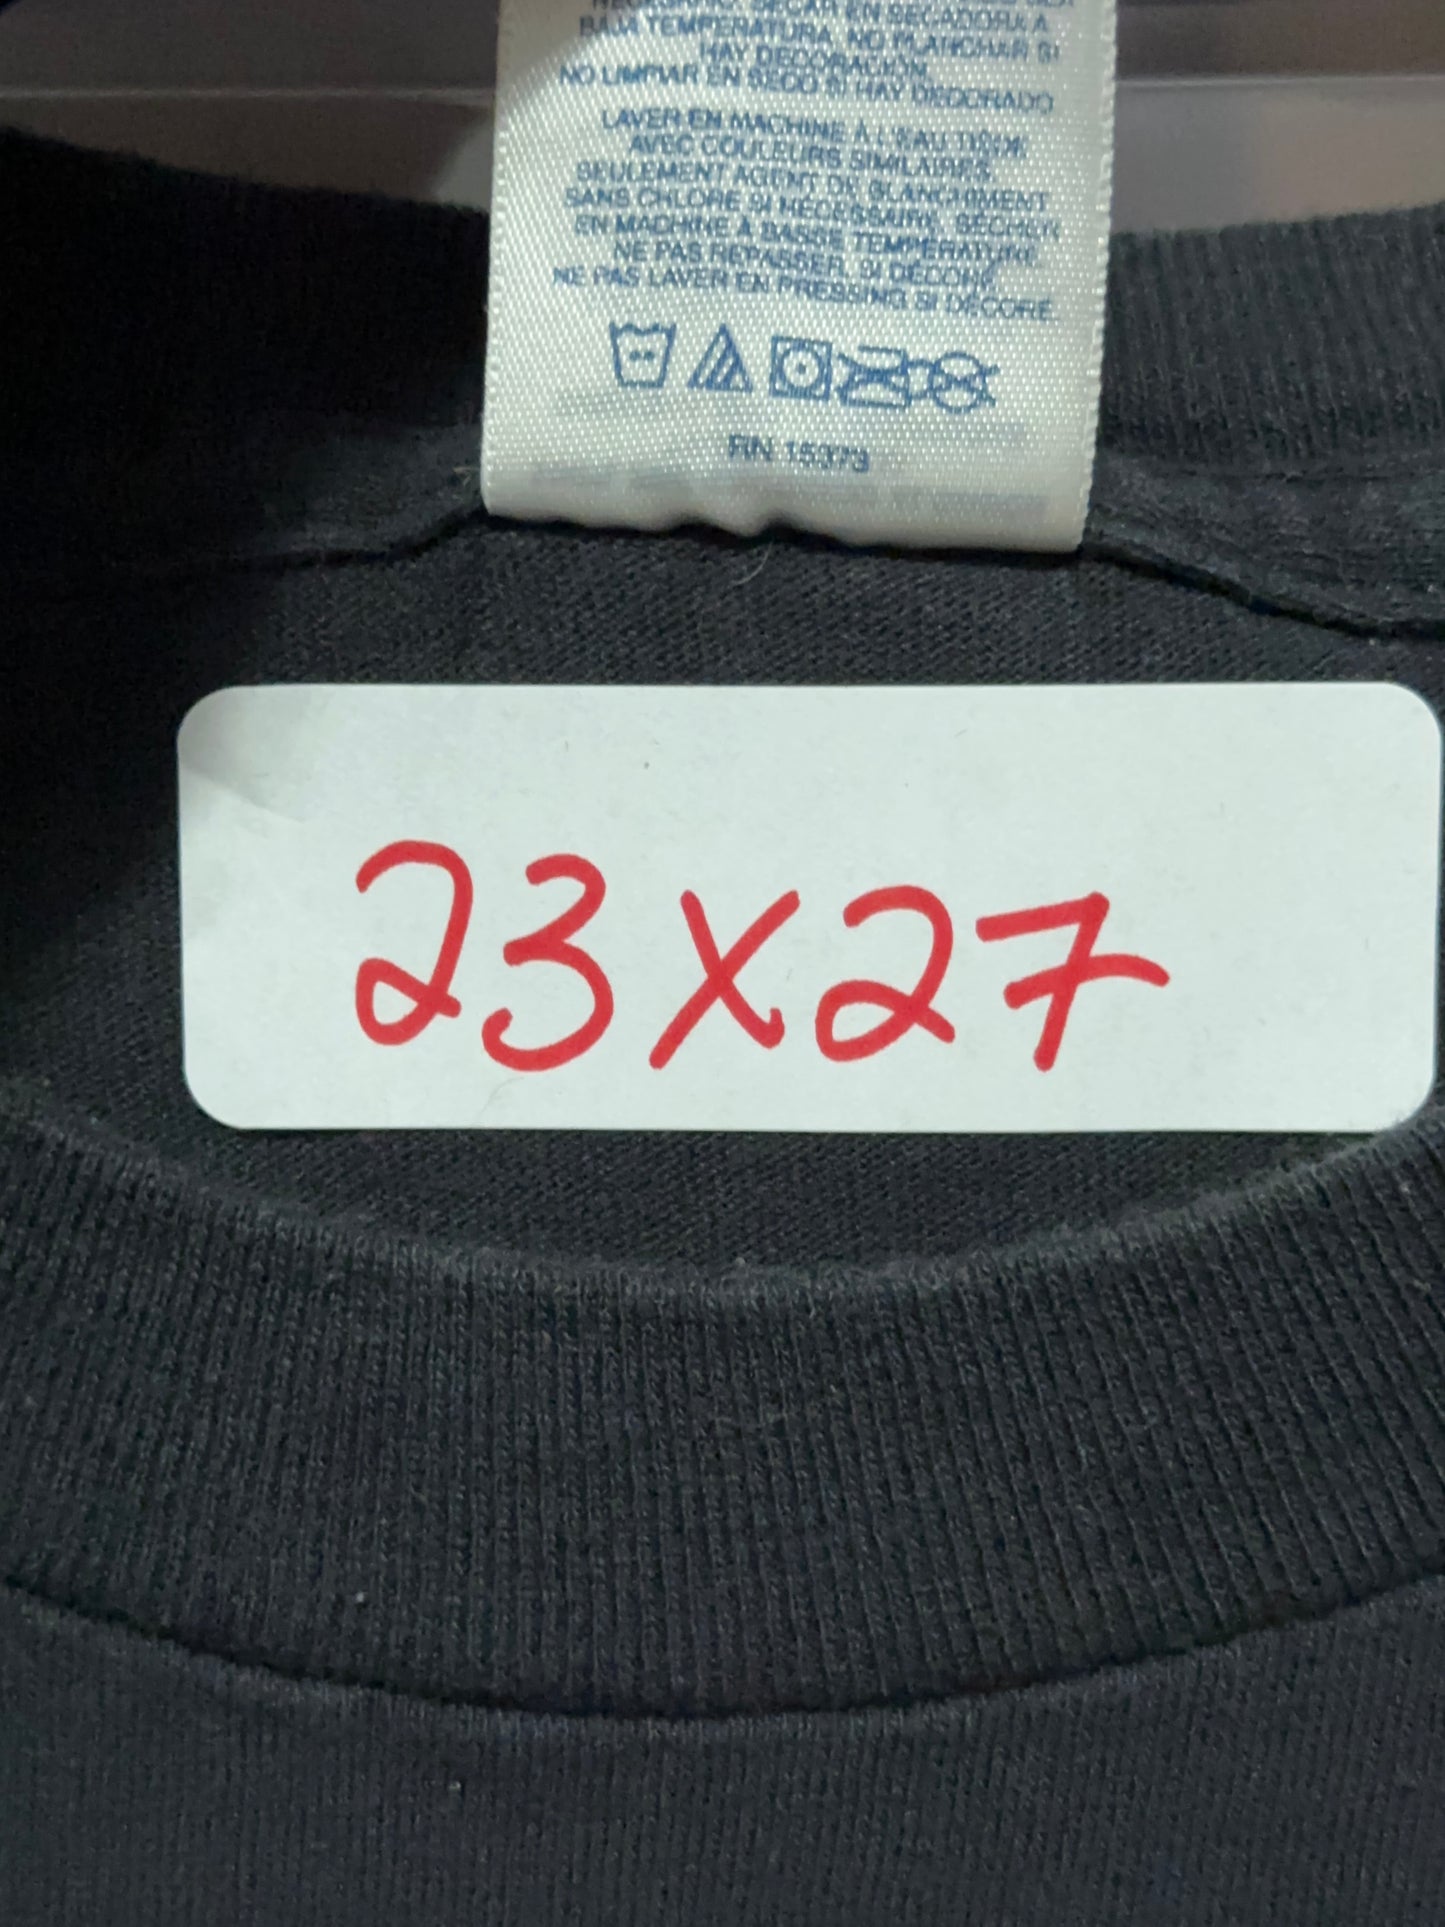 BAJA TEMPERATURA. NO PLANCHAR SI
HAY DECORACIÓN.
NO LIMPIAR EN SECO SI HAY DECORADO
LAVER EN MACHINE À L'EAU TIÈDE
AVEC COULEURS SIMILAIRES.
SEULEMENT AGENT DE BLANCHIMENT
SANS CHLORE SI NÉCESSAIRE. SÉCHER
EN MACHINE À BASSE TEMPÉRATURE.
NE PAS REPASSER SI DÉCORÉ.
NE PAS LAVER EN PRESSING SI DÉCORÉ.
RN 15373
23X27